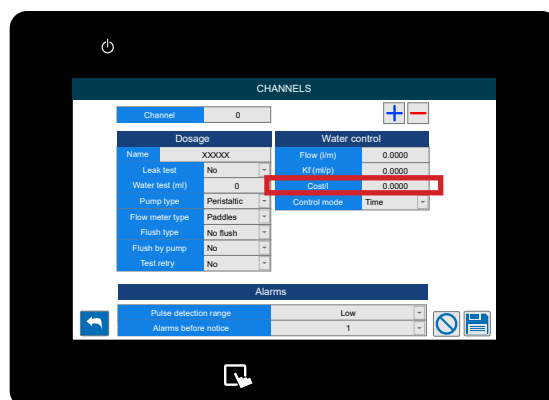 CHANNELS
Channel 0
Dosage
Name XXXXX
Leak test No
Water test (ml) 0
Pump type Peristaltic
Flow meter type Paddles
Flush type No flush
Flush by pump No
Test retry No
Water control
Flow (l/m) 0.0000
Kf (ml/p) 0.0000
Cost/l 0.0000
Control mode Time
Alarms
Pulse detection range Low
Alarms before notice 1